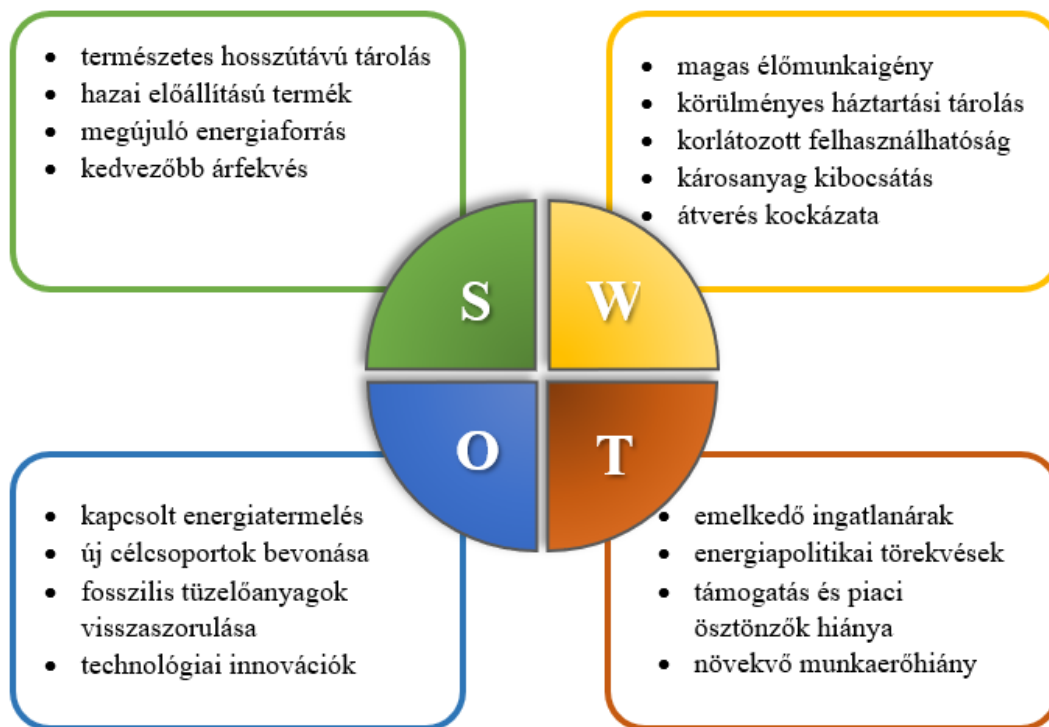 • természetes hosszútávú tárolás
• hazai előállítású termék
• megújuló energiaforrás
• kedvezőbb árfekvés
• magas élőmunkaigény
• körülményes háztartási tárolás
• korlátozott felhasználhatóság
• károsanyag kibocsátás
• átverés kockázata
S
W
O
T
• kapcsolt energiatermelés
• új célcsoportok bevonása
• fosszilis tüzelőanyagok
visszaszorulása
• technológiai innovációk
• emelkedő ingatlanárak
• energiapolitikai törekvések
• támogatás és piaci
ösztönzők hiánya
• növekvő munkaerőhiány